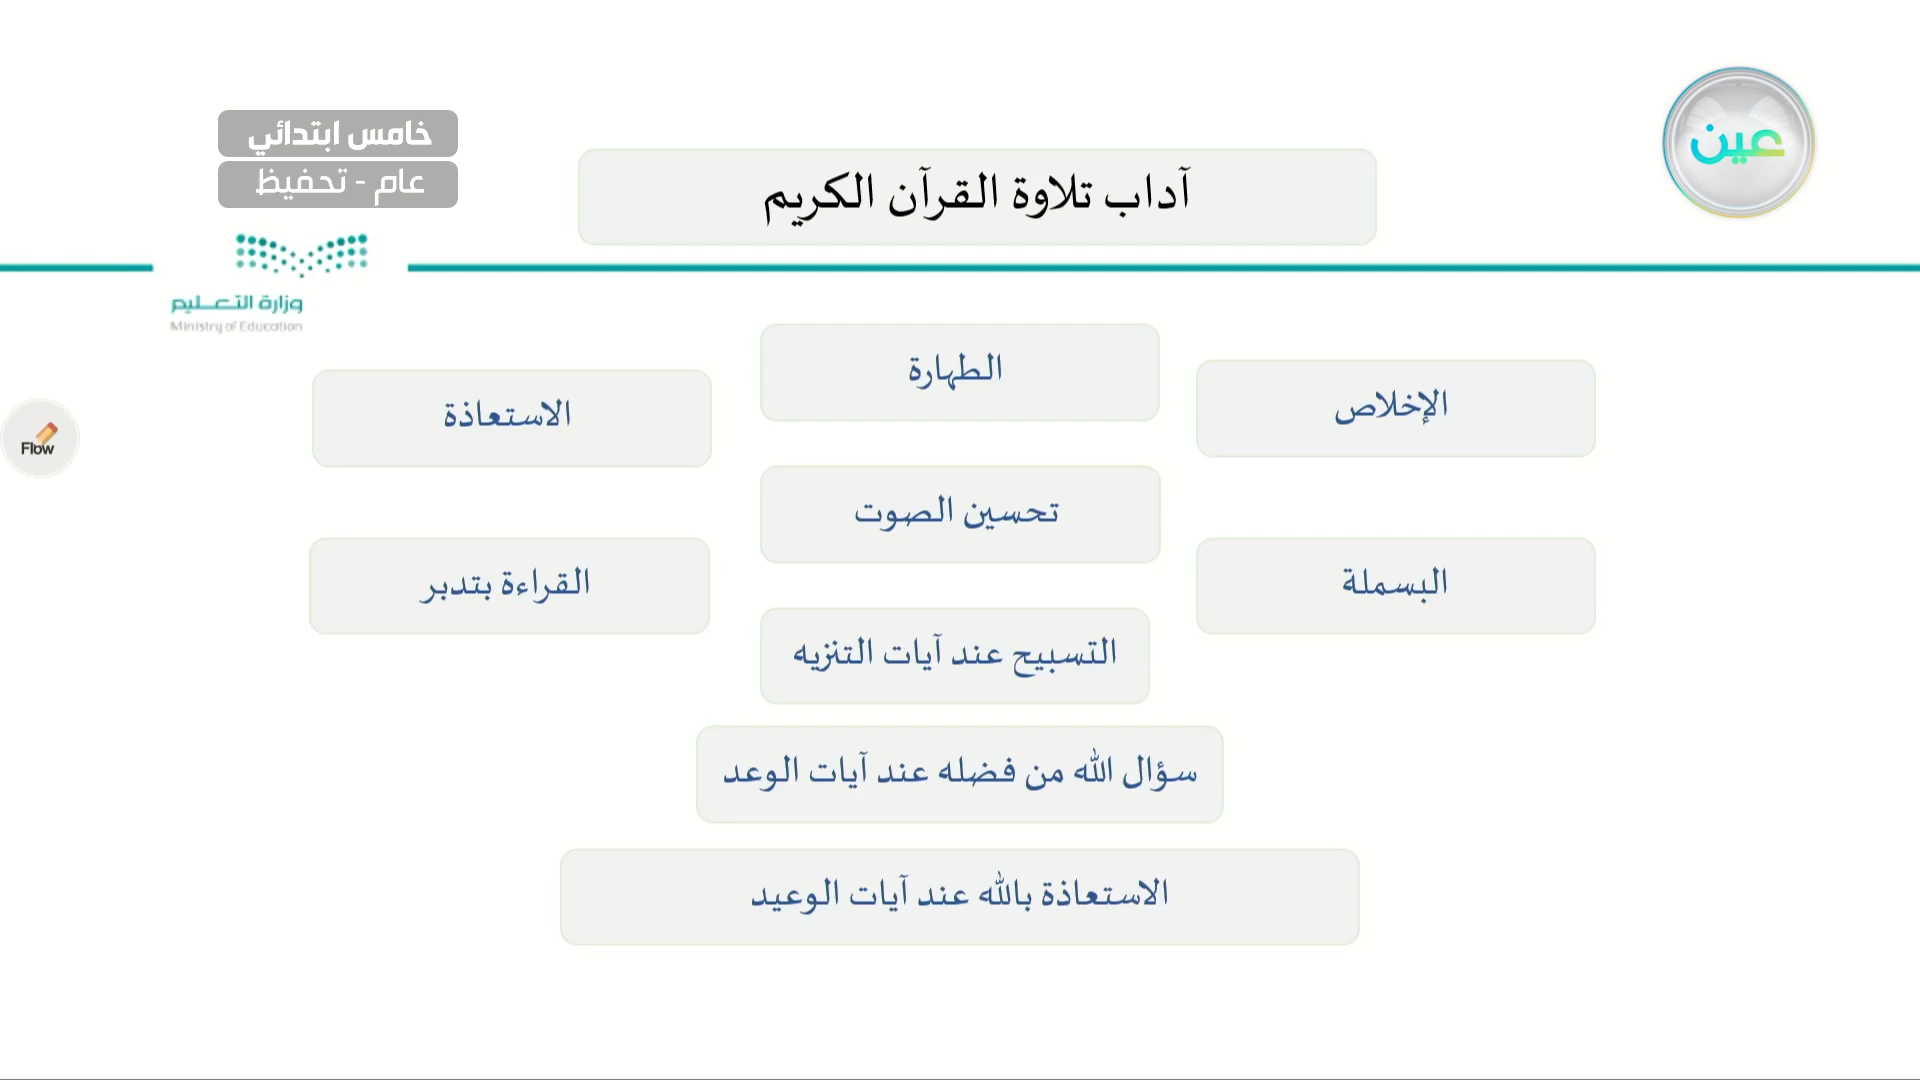 عين
خامس ابتدائي
عام - تحفيظ
آداب تلاوة القرآن الكريم
وزارة التعليم
Ministry of Education
الإخلاص
الطهارة
الاستعاذة
تحسين الصوت
البسملة
القراءة بتدبر
التسبيح عند آيات التنزيه
سؤال الله من فضله عند آيات الوعد
الاستعاذة بالله عند آيات الوعيد
Flow